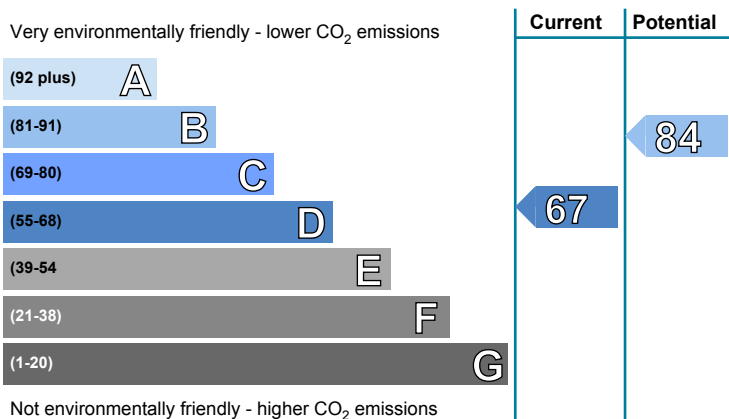 Very environmentally friendly - lower CO₂ emissions
Current
Potential
(92 plus) A
(81-91) B
84
(69-80) C
(55-68) D
67
(39-54 E
(21-38) F
(1-20) G
Not environmentally friendly - higher CO₂ emissions